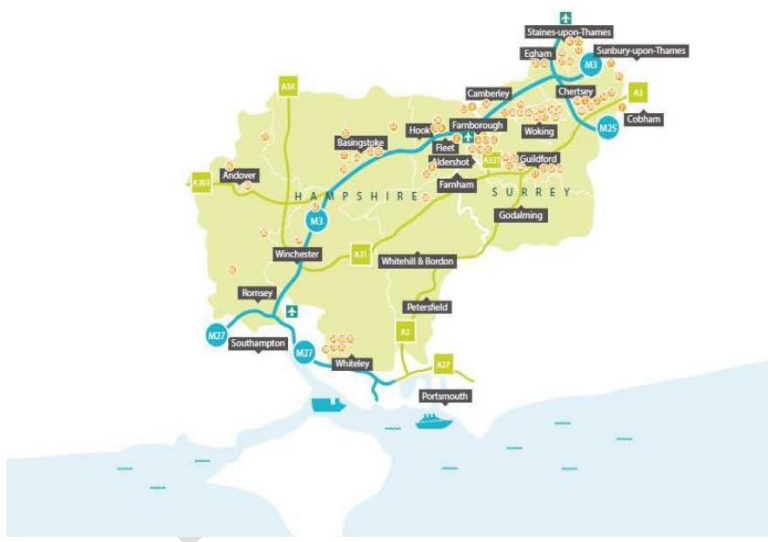 Staines-upon-Thames
Egham
Sunbury-upon-Thames
M3
A34
Camberley
Chertsey
A3
Cobham
Hook
Farnborough
Woking
M25
Basingstoke
Fleet
Aldershot
A331
Guildford
Andover
A303
Farnham
HAMPSHIRE
SURREY
M3
Godalming
Winchester
A31
Whitehill & Bordon
Romsey
Petersfield
M27
Southampton
A3
M27
Whiteley
A27
Portsmouth